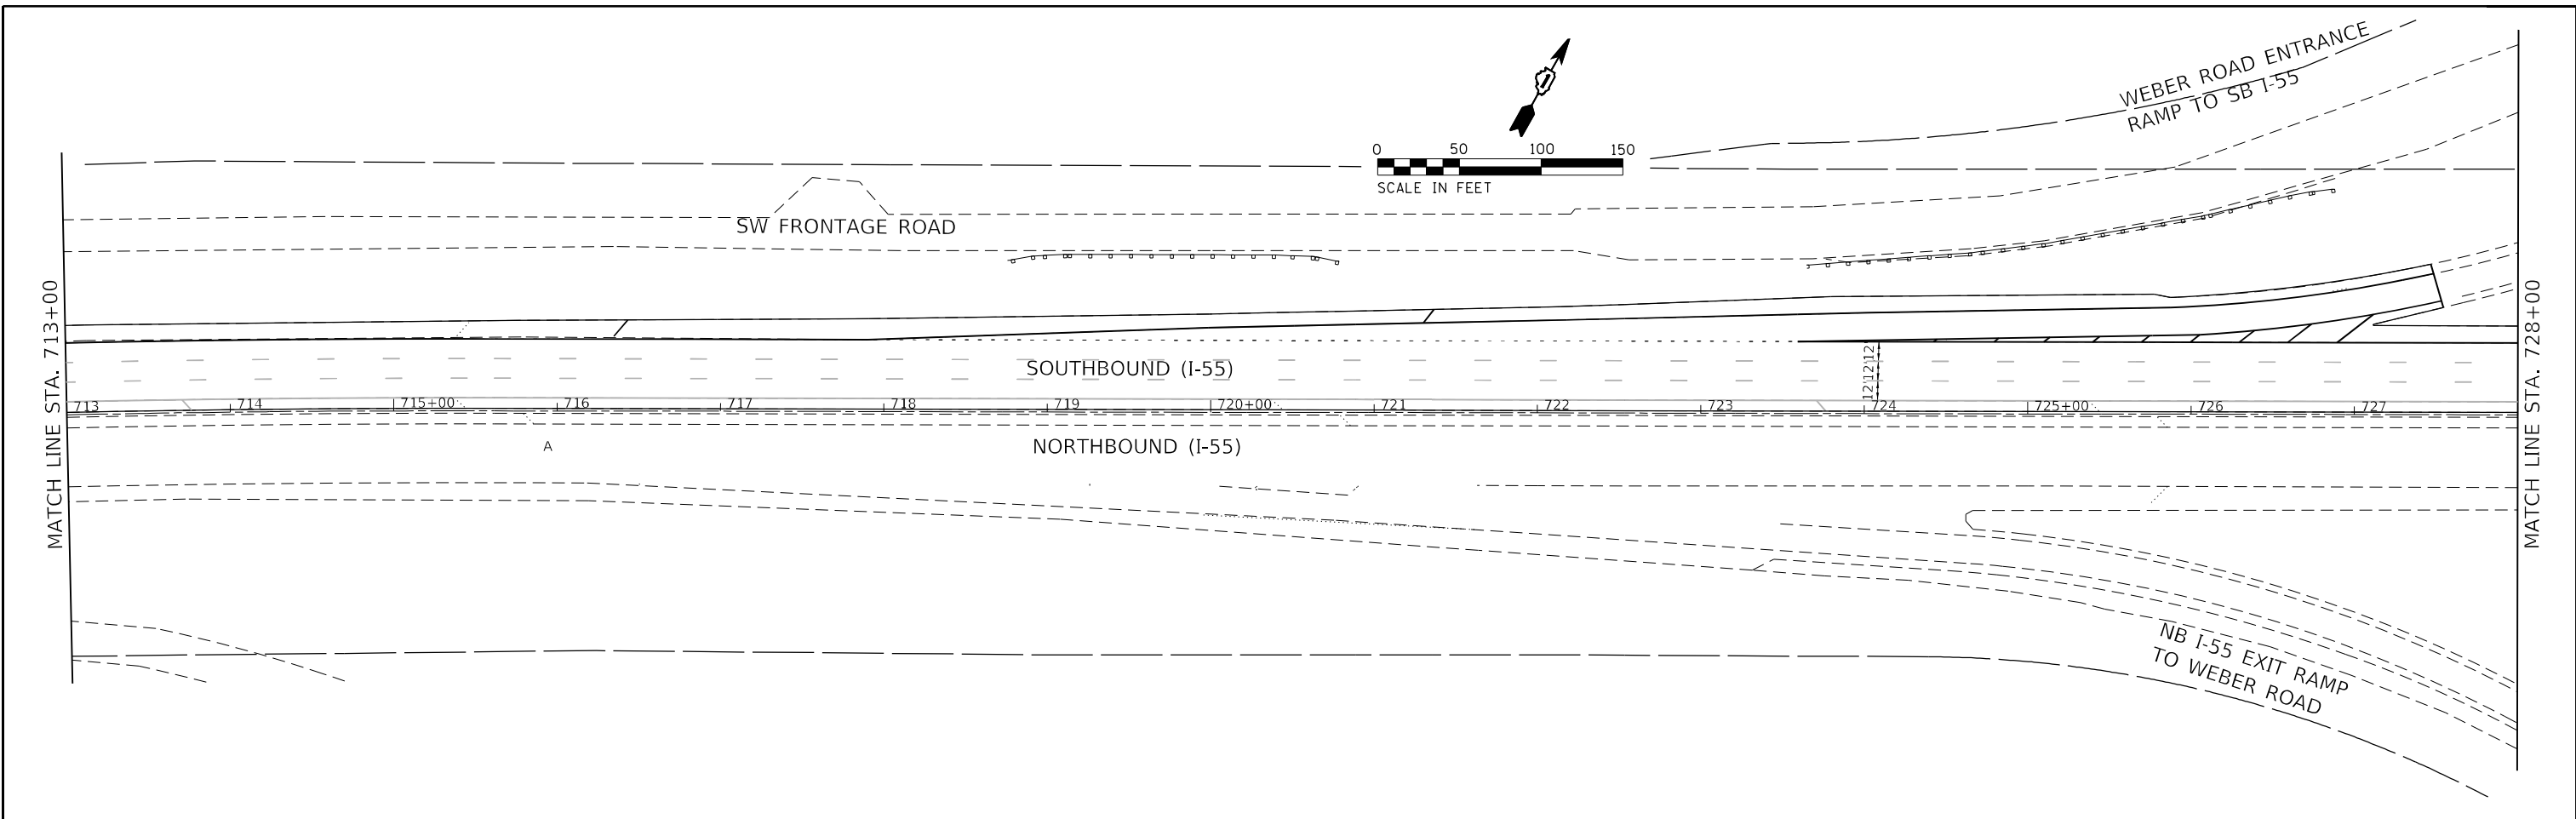 WEBER ROAD ENTRANCE
RAMP TO SB I-55
0 50 100 150
SCALE IN FEET
SW FRONTAGE ROAD
MATCH LINE STA. 713+00
MATCH LINE STA. 728+00
SOUTHBOUND (I-55)
12' 12' 12'
713 714 715+00 716 717 718 719 720+00 721 722 723 724 725+00 726 727
A
NORTHBOUND (I-55)
NB I-55 EXIT RAMP
TO WEBER ROAD